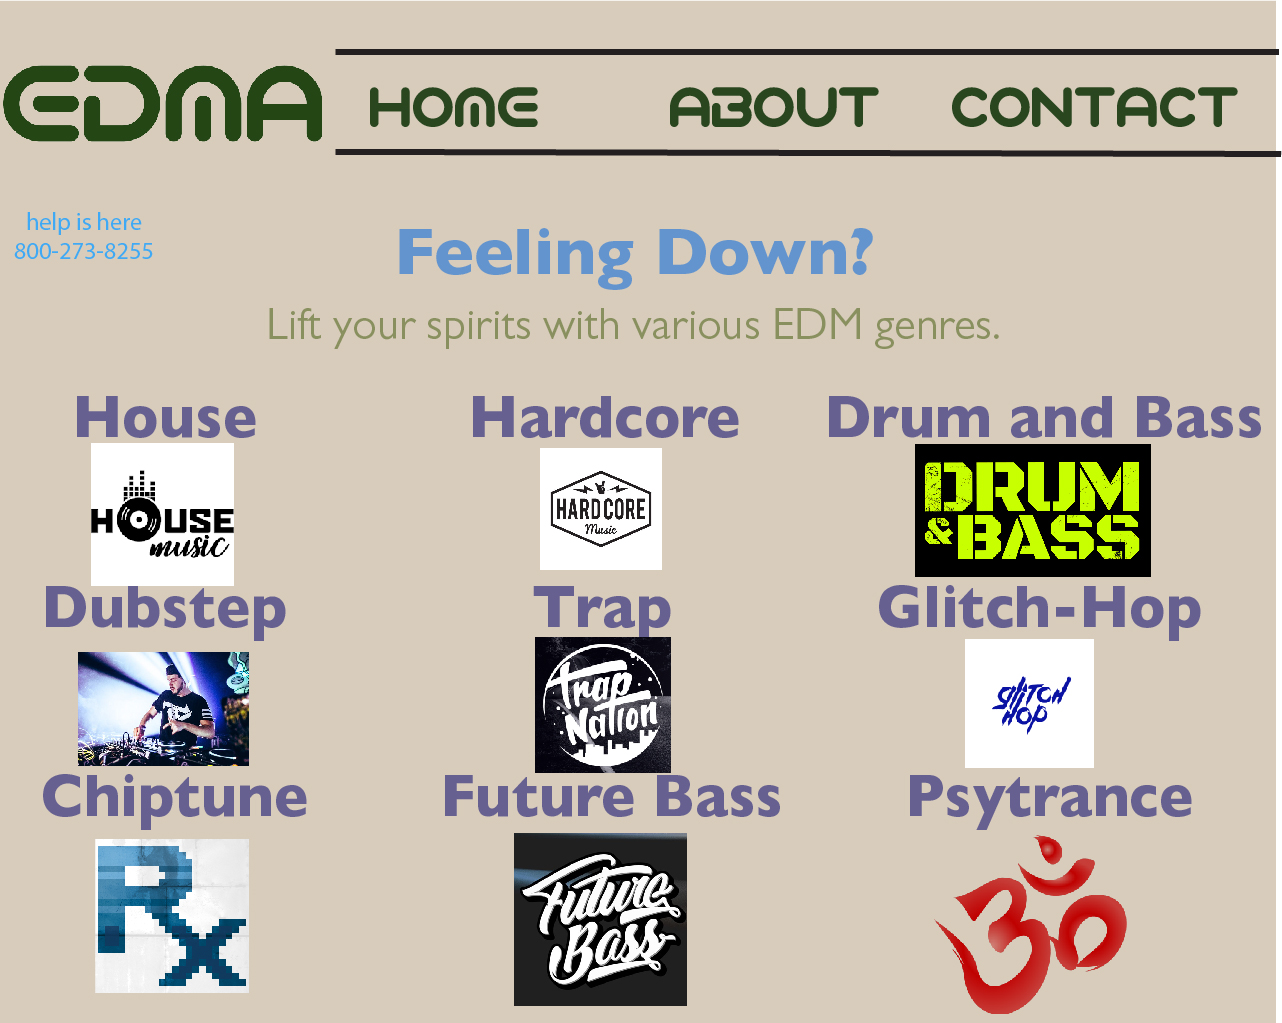 EDMA
HOME ABOUT CONTACT
help is here
800-273-8255
Feeling Down?
Lift your spirits with various EDM genres.
House Hardcore Drum and Bass
HOUSE
music
HARDCORE
Music
DRUM
& BASS
Dubstep Trap Glitch-Hop
Trap
Nation
glitch
hop
Chiptune Future Bass Psytrance
Rx
Future
Bass
ॐ